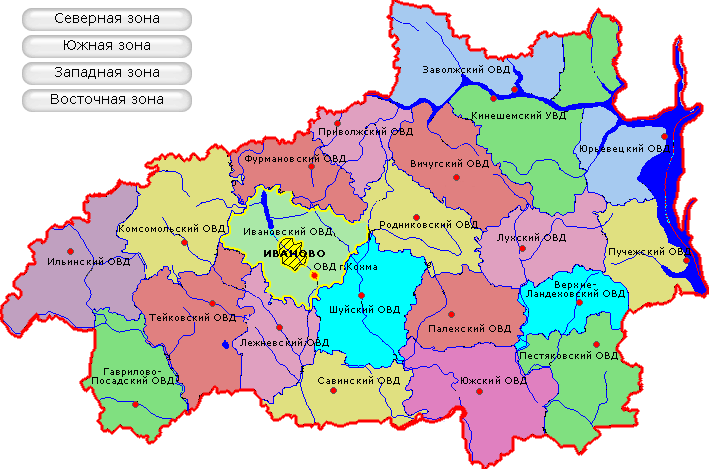 Северная зона
Южная зона
Западная зона
Восточная зона
Заволжский ОВД
Кинешемский УВД
Приволжский ОВД
Юрьевецкий ОВД
Фурмановский ОВД
Вичугский ОВД
Комсомольский ОВД
Ивановский ОВД
Родниковский ОВД
Лухский ОВД
Пучежский ОВД
Ильинский ОВД
ИВАНОВО
ОВД г.Кохма
Верхне-
Ландеховский ОВД
Тейковский ОВД
Шуйский ОВД
Палехский ОВД
Лежневский ОВД
Пестяковский ОВД
Гаврилово-
Посадский ОВД
Савинский ОВД
Южский ОВД